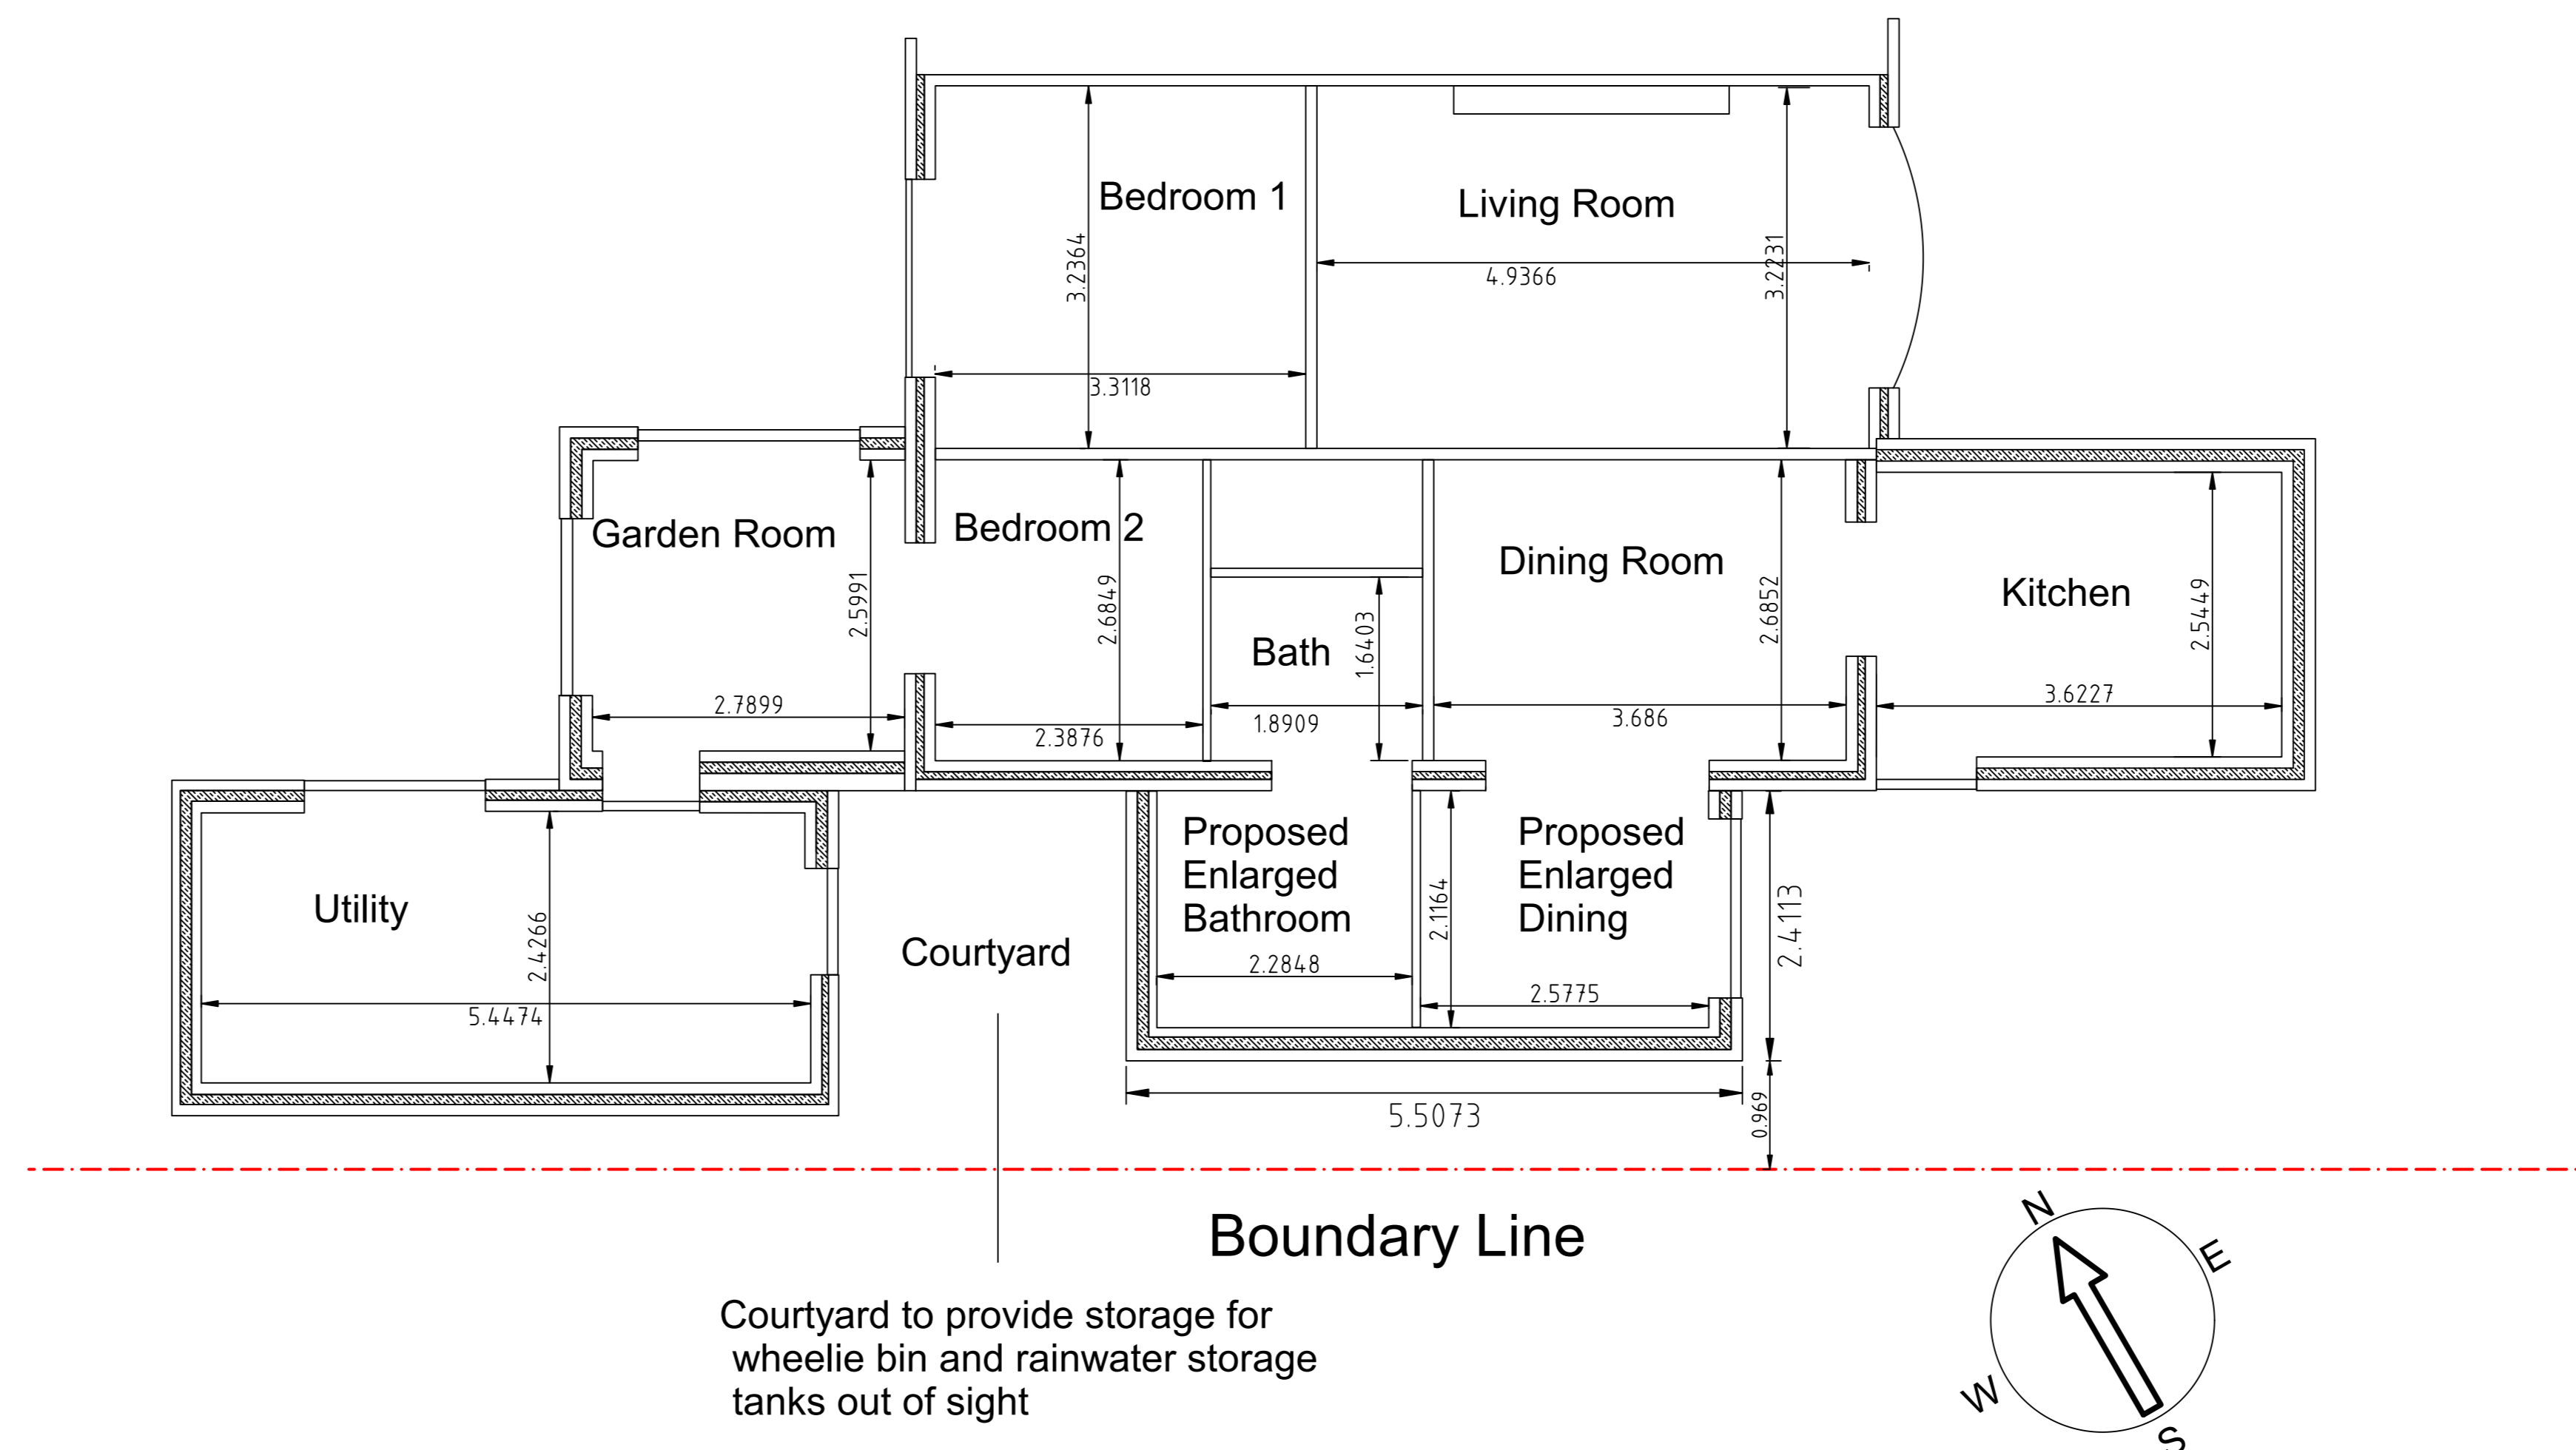 Bedroom 1
Living Room
3.2364
3.2231
4.9366
3.3118
Garden Room
Bedroom 2
Dining Room
Kitchen
2.5991
2.6849
Bath
1.6403
2.6852
2.5449
2.7899
2.3876
1.8909
3.686
3.6227
Utility
2.4266
5.4474
Courtyard
Proposed
Enlarged
Bathroom
2.2848
2.1164
Proposed
Enlarged
Dining
2.5775
2.4113
5.5073
0.969
Boundary Line
Courtyard to provide storage for
wheelie bin and rainwater storage
tanks out of sight
N
E
W
S